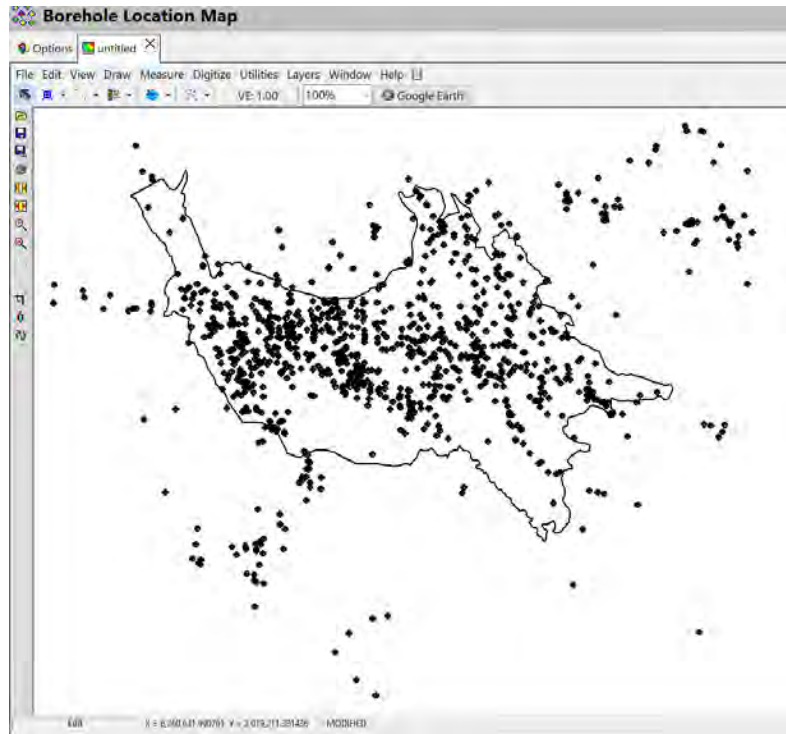 Borehole Location Map
Options untitled
File Edit View Draw Measure Digitize Utilities Layers Window Help
VE: 1.00 100% Google Earth
Edit MODIFIED